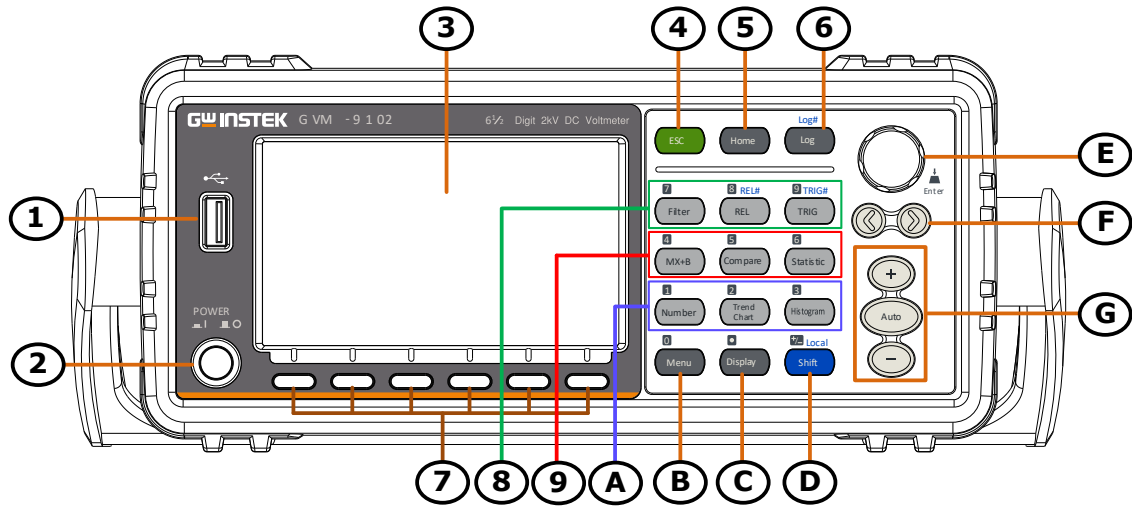 3 4 5 6
GWINSTEK G VM - 9 1 02 6½ Digit 2kV DC Voltmeter
Log#
ESC Home Log
E
Enter
7 8 REL# 9 TRIG#
Filter REL TRIG
1
F
4 5 6
MX+B Compare Statistic
+
1 2 3
Number Trend Chart Histogram
Auto
G
POWER
I O
0 • +/- Local
Menu Display Shift
−
2
7 8 9 A B C D